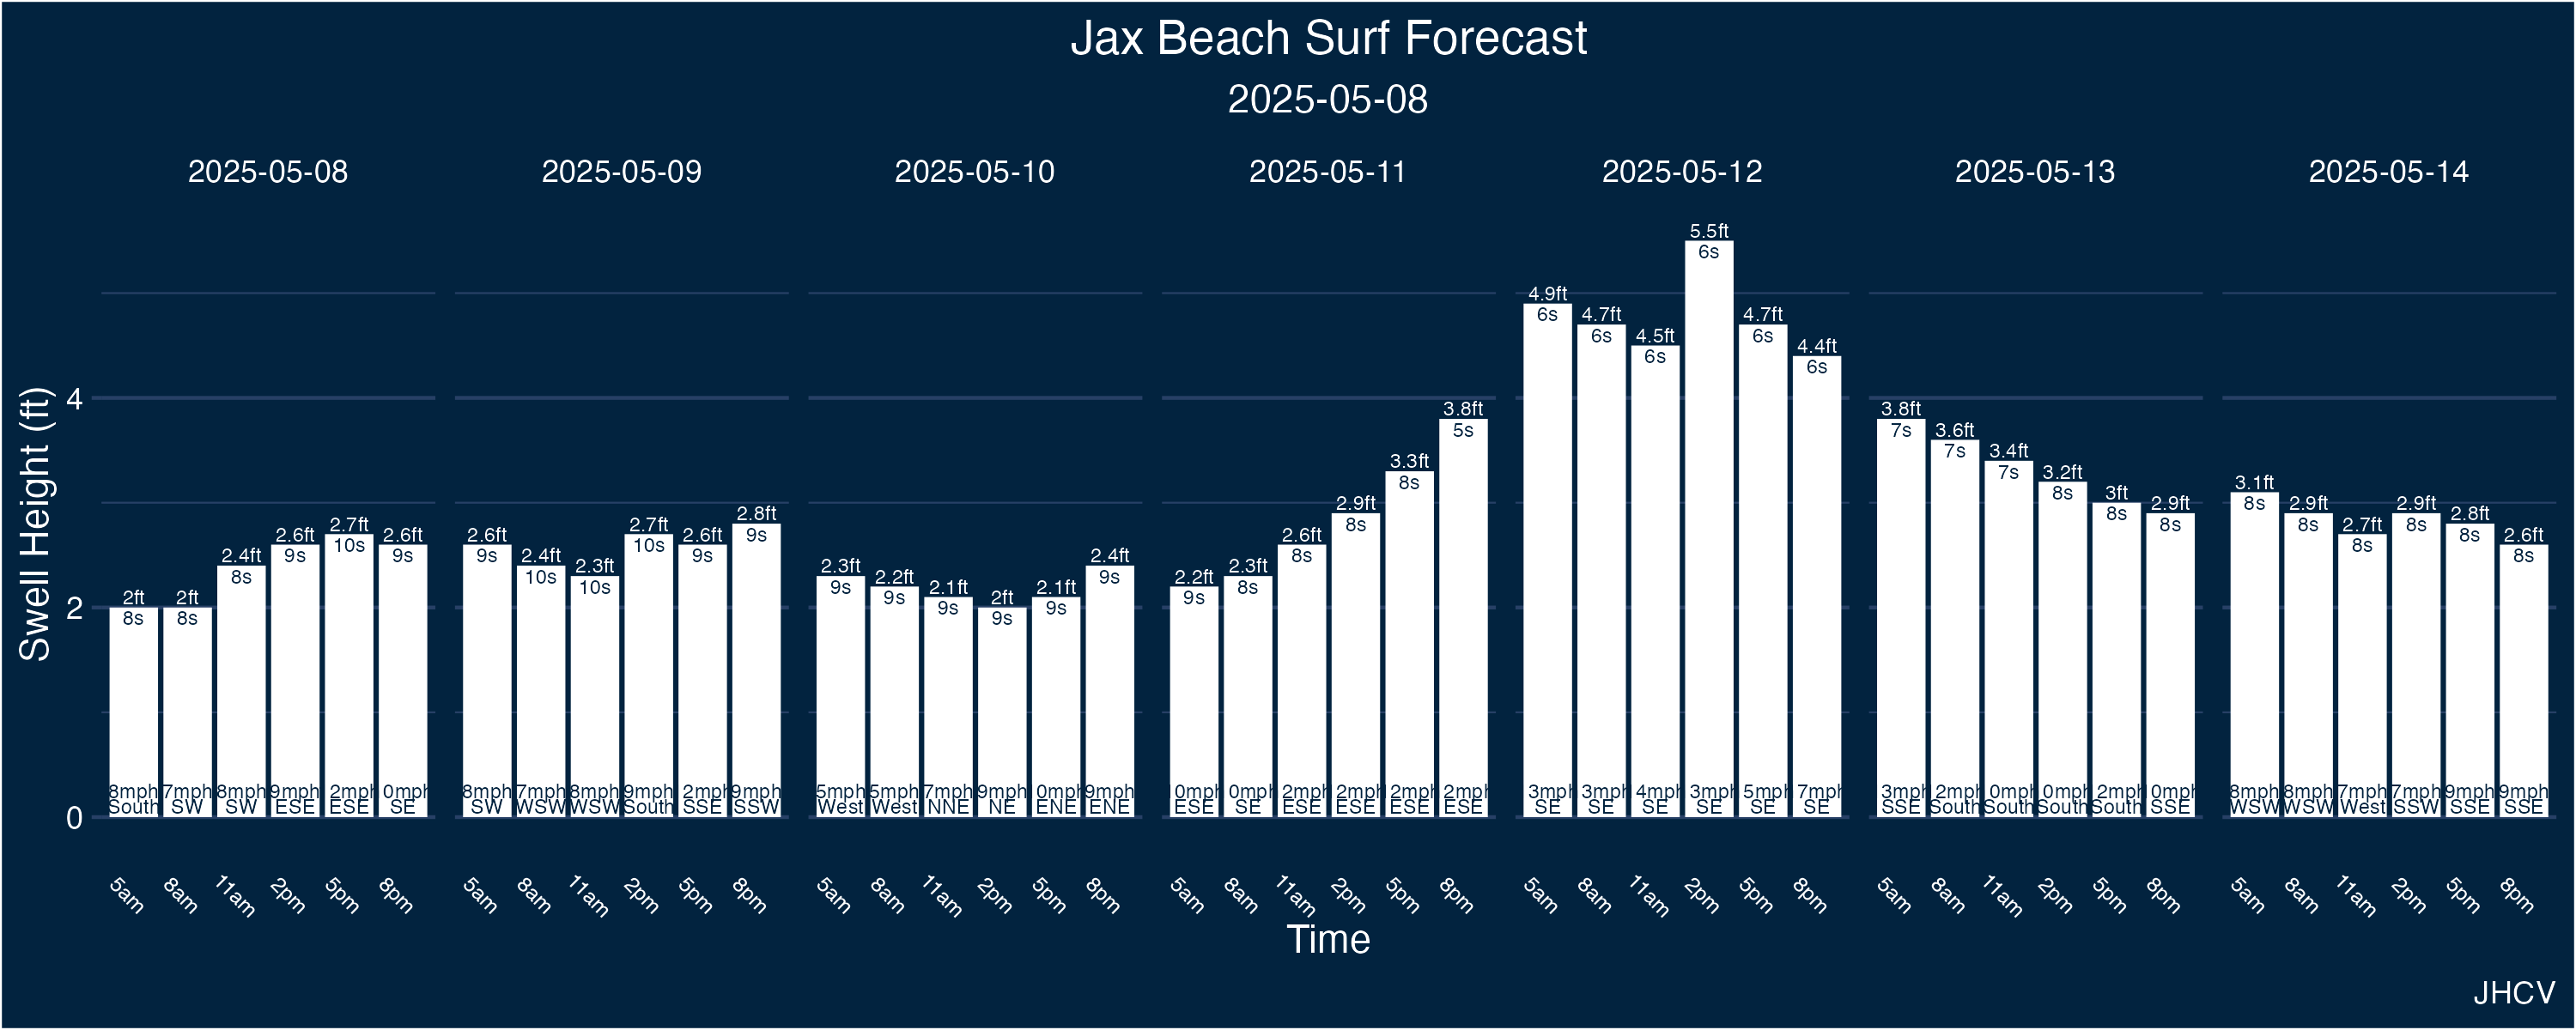 Jax Beach Surf Forecast
2025-05-08
2025-05-08 2025-05-09 2025-05-10 2025-05-11 2025-05-12 2025-05-13 2025-05-14
Swell Height (ft)
4
2
0
2ft 2ft 2.4ft 2.6ft 2.7ft 2.6ft
8s 8s 8s 9s 10s 9s
8mph 7mph 8mph 9mph 2mph 0mph
South SW SW ESE ESE SE
2.6ft 2.4ft 2.3ft 2.7ft 2.6ft 2.8ft
9s 10s 10s 10s 9s 9s
8mph 7mph 8mph 9mph 2mph 9mph
SW WSW WSW South SSE SSW
2.3ft 2.2ft 2.1ft 2ft 2.1ft 2.4ft
9s 9s 9s 9s 9s 9s
5mph 5mph 7mph 9mph 0mph 9mph
West West NNE NE ENE ENE
2.2ft 2.3ft 2.6ft 2.9ft 3.3ft 3.8ft
9s 8s 8s 8s 8s 5s
0mph 0mph 2mph 2mph 2mph 2mph
ESE SE ESE ESE ESE ESE
4.9ft 4.7ft 4.5ft 5.5ft 4.7ft 4.4ft
6s 6s 6s 6s 6s 6s
3mph 3mph 4mph 3mph 5mph 7mph
SE SE SE SE SE SE
3.8ft 3.6ft 3.4ft 3.2ft 3ft 2.9ft
7s 7s 7s 8s 8s 8s
3mph 2mph 0mph 0mph 2mph 0mph
SSE South South South South SSE
3.1ft 2.9ft 2.7ft 2.9ft 2.8ft 2.6ft
8s 8s 8s 8s 8s 8s
8mph 8mph 7mph 7mph 9mph 9mph
WSW WSW West SSW SSE SSE
5am 8am 11am 2pm 5pm 8pm 5am 8am 11am 2pm 5pm 8pm 5am 8am 11am 2pm 5pm 8pm 5am 8am 11am 2pm 5pm 8pm 5am 8am 11am 2pm 5pm 8pm 5am 8am 11am 2pm 5pm 8pm 5am 8am 11am 2pm 5pm 8pm
Time
JHCV